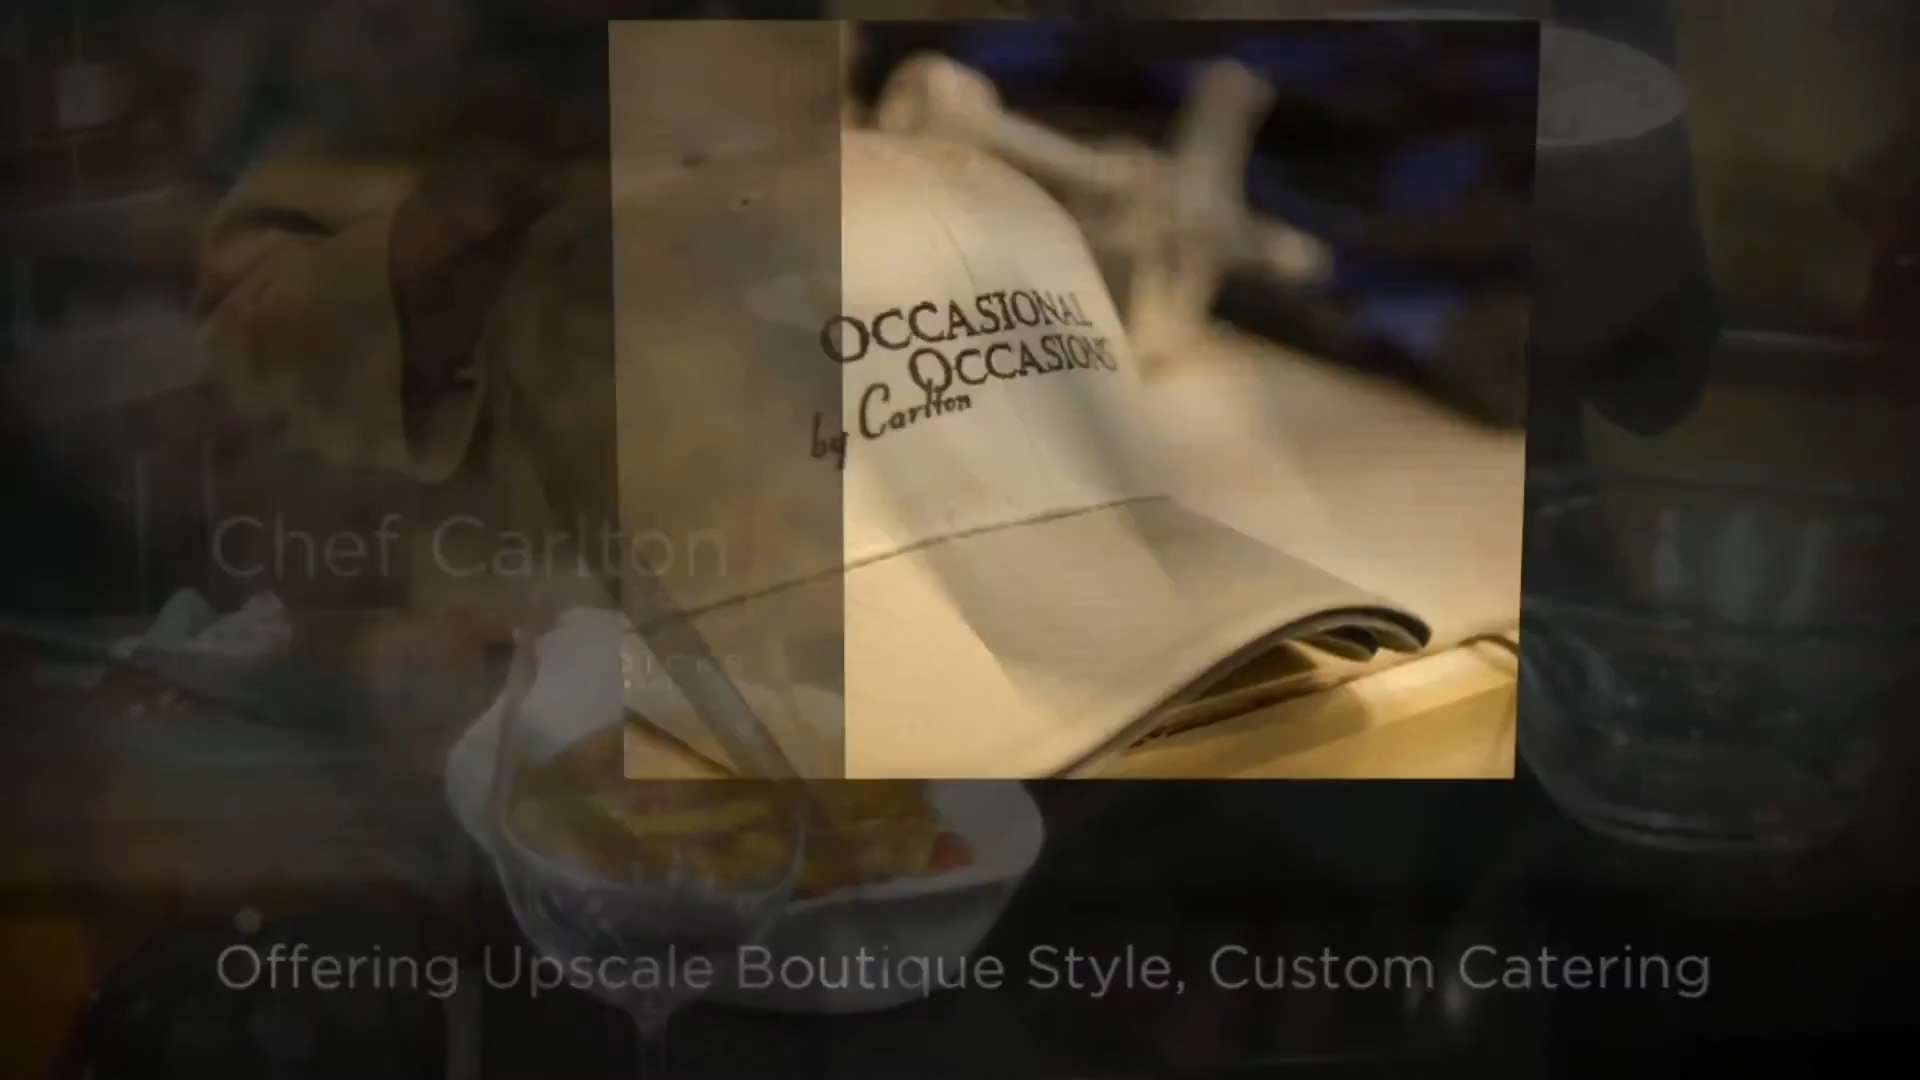 OCCASIONAL
OCCASIONS
by Carlton
Chef Carlton
Offering Upscale Boutique Style, Custom Catering